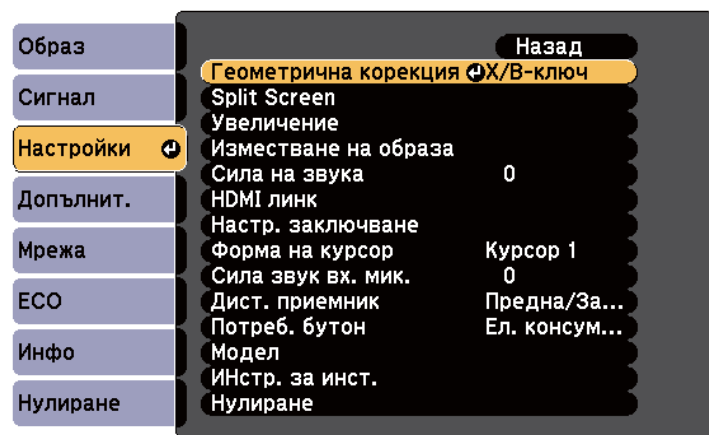 Образ
Сигнал
Настройки
Допълнит.
Мрежа
ECO
Инфо
Нулиране
Назад
Геометрична корекция Х/В-ключ
Split Screen
Увеличение
Изместване на образа
Сила на звука 0
HDMI линк
Настр. заключване
Форма на курсор Курсор 1
Сила звук вх. мик. 0
Дист. приемник Предна/За...
Потреб. бутон Ел. консум...
Модел
ИНстр. за инст.
Нулиране